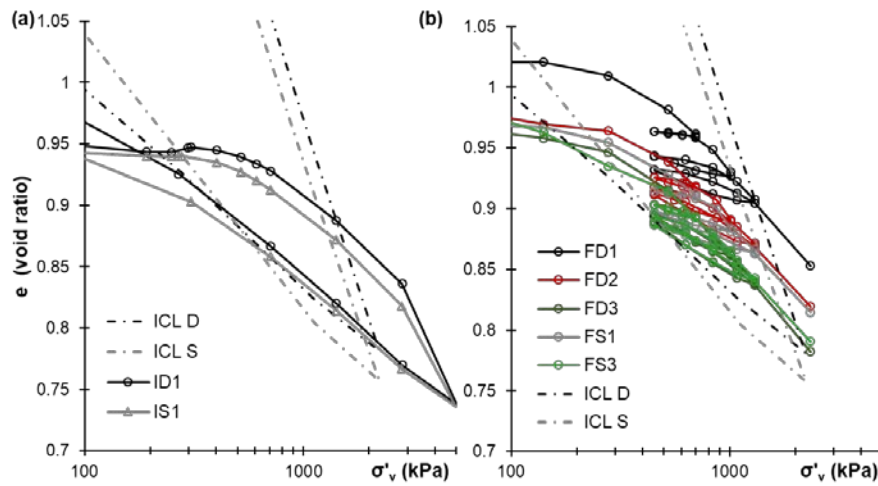 (a)
1.05
1
0.95
0.9
0.85
0.8
0.75
0.7
e (void ratio)
ICL D
ICL S
ID1
IS1
100
1000
σ'v (kPa)
(b)
1.05
1
0.95
0.9
0.85
0.8
0.75
0.7
FD1
FD2
FD3
FS1
FS3
ICL D
ICL S
100
1000
σ'v (kPa)